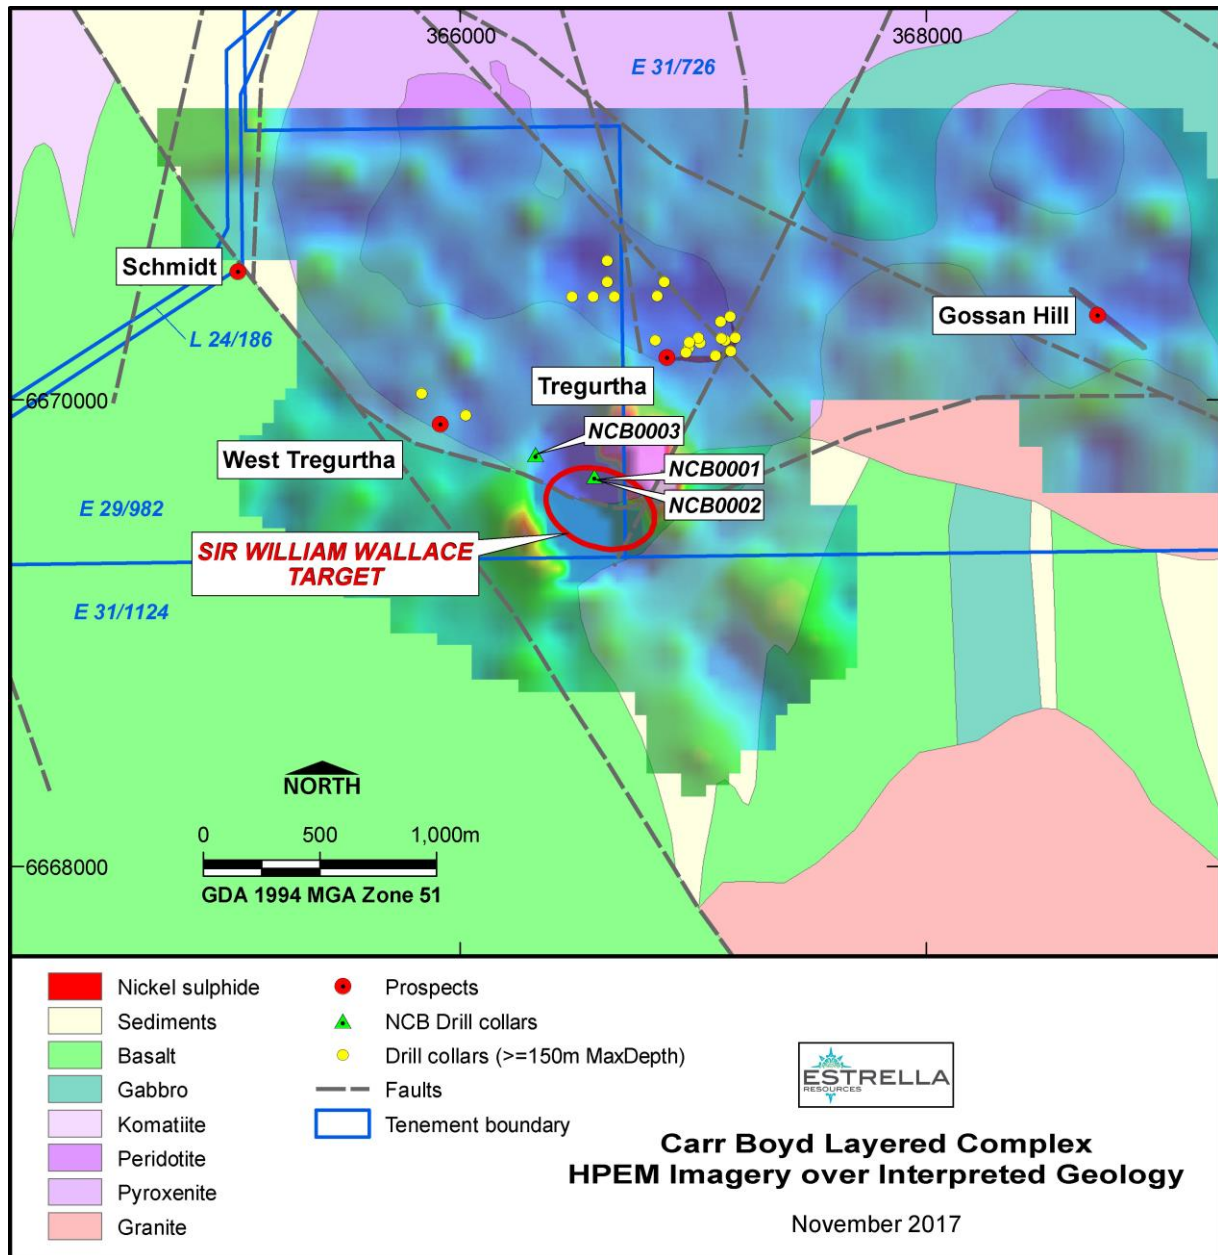 366000
368000
E 31/726
Schmidt
L 24/186
Gossan Hill
6670000
Tregurtha
NCB0003
West Tregurtha
NCB0001
NCB0002
E 29/982
SIR WILLIAM WALLACE
TARGET
E 31/1124
NORTH
0 500 1,000m
6668000
GDA 1994 MGA Zone 51
Nickel sulphide
Sediments
Basalt
Gabbro
Komatiite
Peridotite
Pyroxenite
Granite
Prospects
NCB Drill collars
Drill collars (>=150m MaxDepth)
Faults
Tenement boundary
ESTRELLA
RESOURCES
Carr Boyd Layered Complex
HPEM Imagery over Interpreted Geology
November 2017